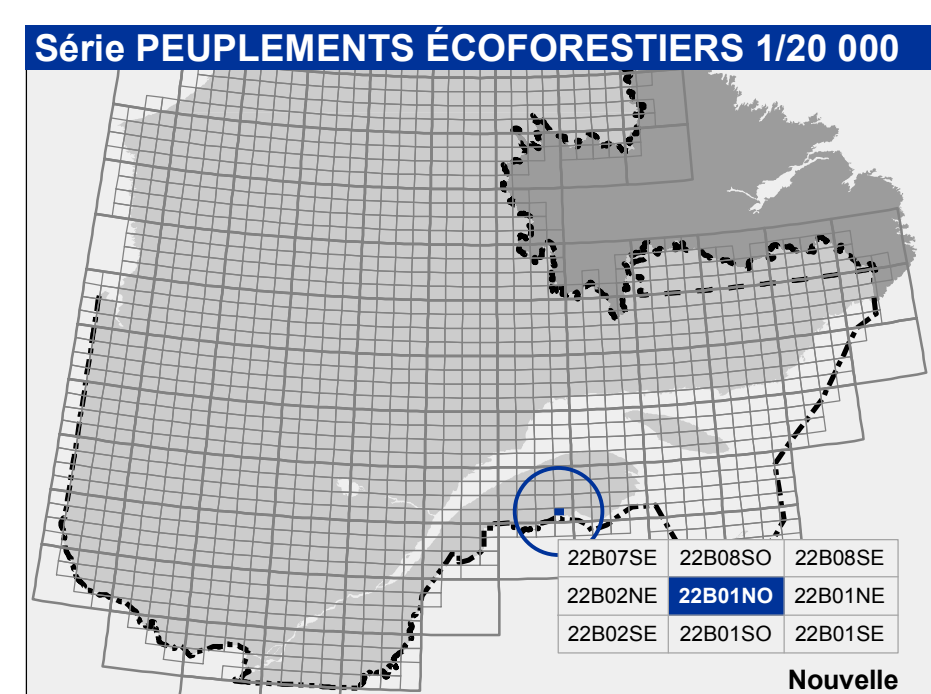 Série PEUPLEMENTS ÉCOFORESTIERS 1/20 000
22B07SE 22B08SO 22B08SE
22B02NE 22B01NO 22B01NE
22B02SE 22B01SO 22B01SE
Nouvelle